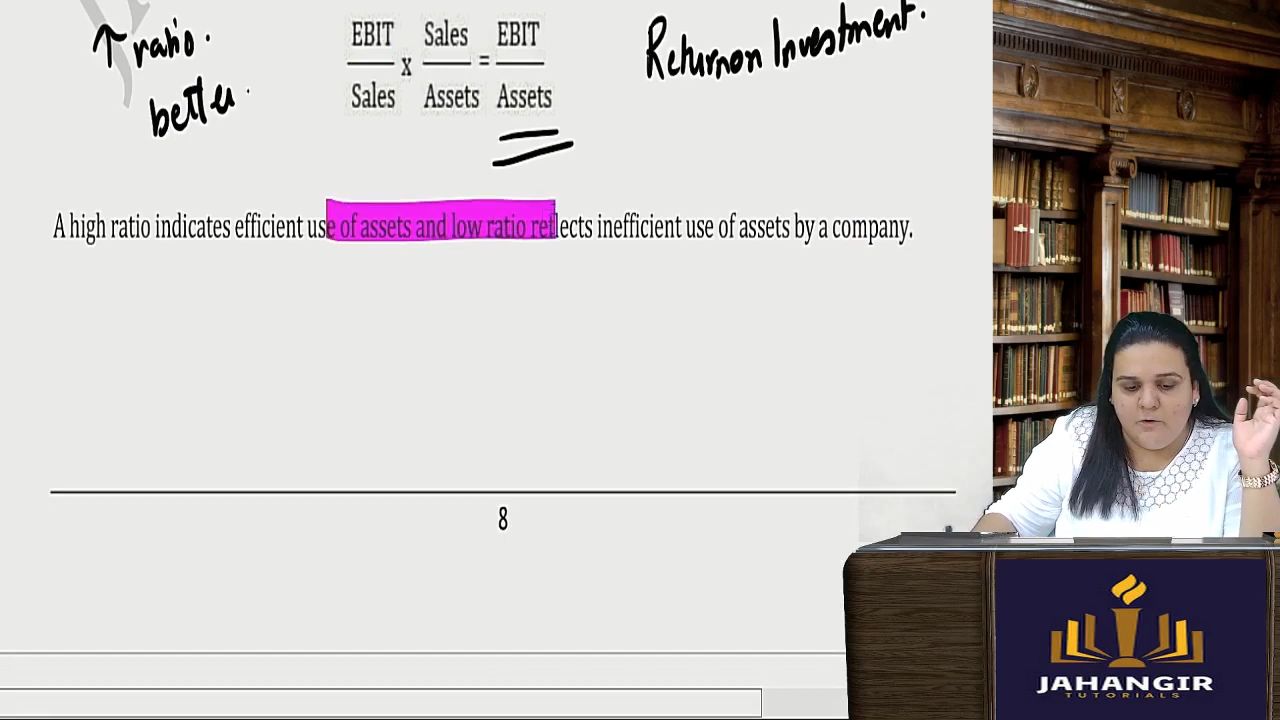 ↑ ratio.
better.
EBIT/Sales x Sales/Assets = EBIT/Assets
Return on Investment.
A high ratio indicates efficient use of assets and low ratio reflects inefficient use of assets by a company.
8
JAHANGIR
TUTORIALS